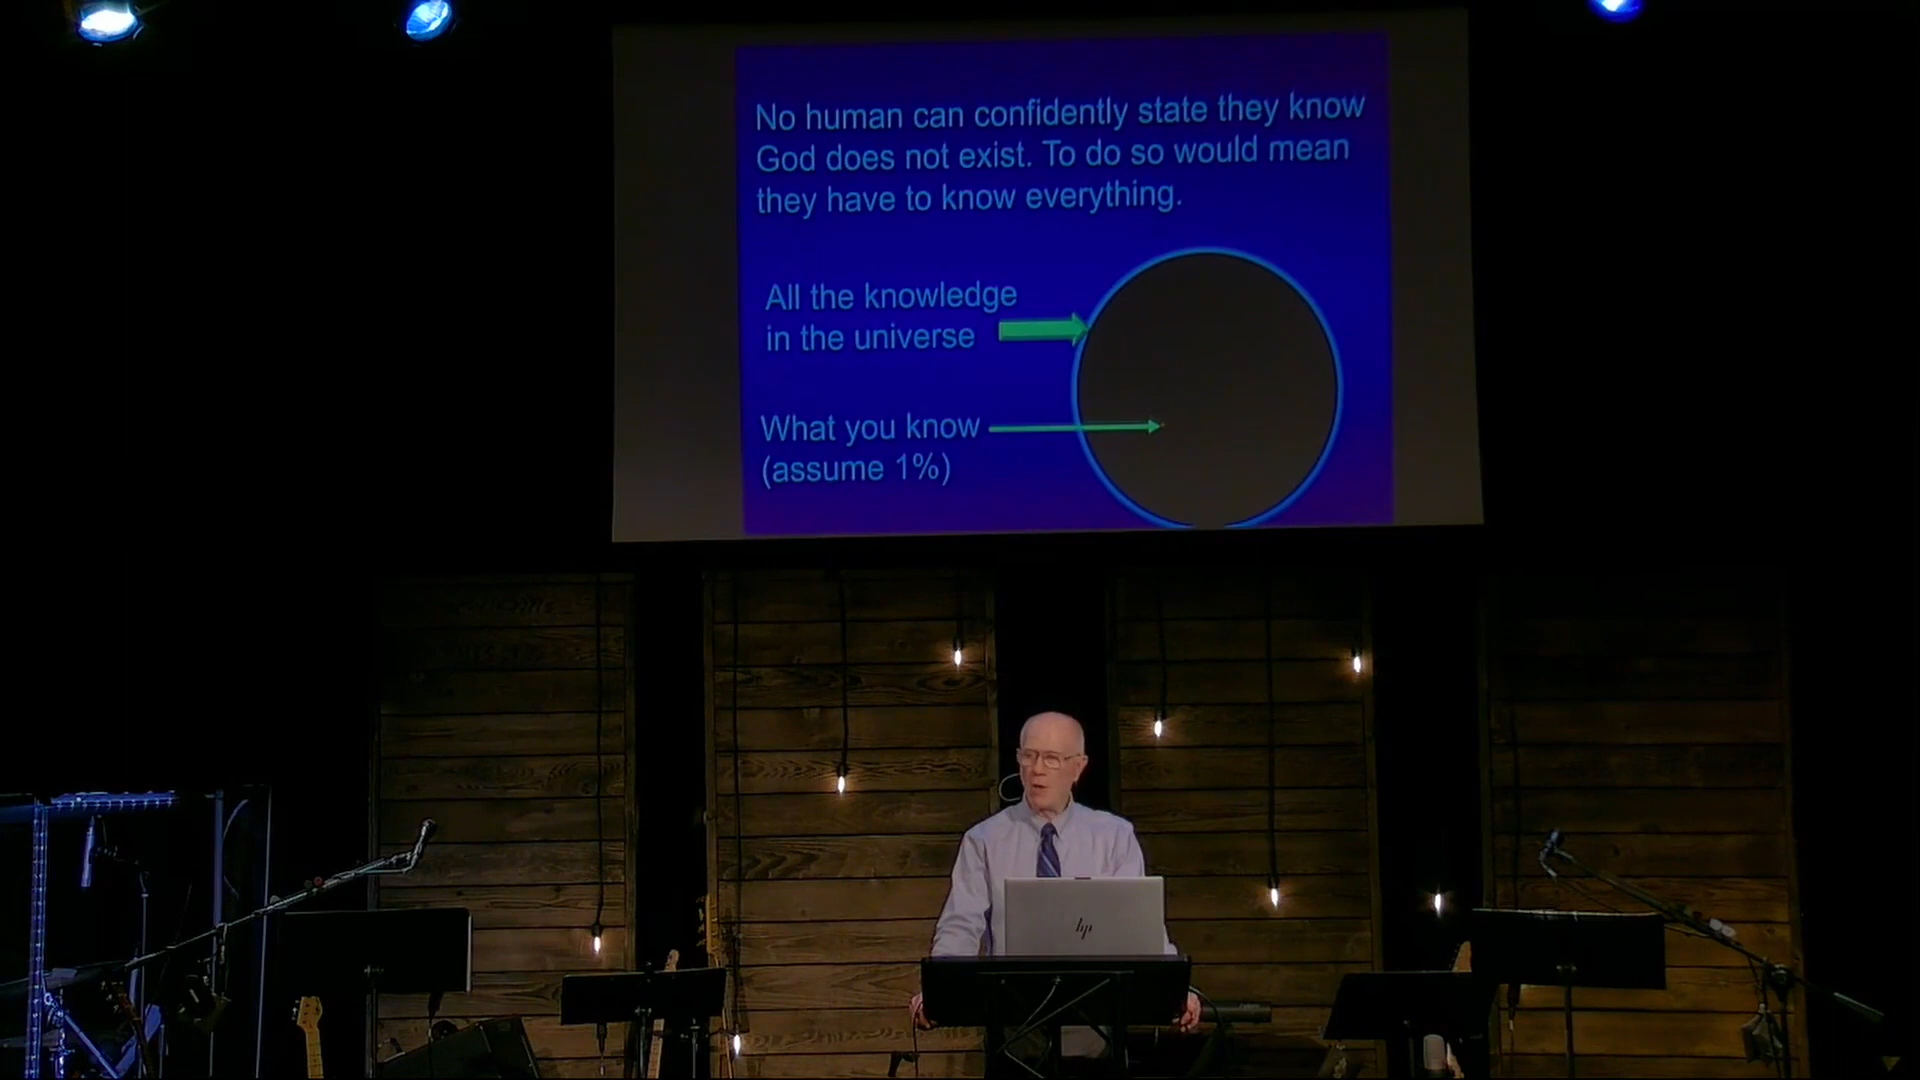 No human can confidently state they know
God does not exist. To do so would mean
they have to know everything.
All the knowledge
in the universe
What you know
(assume 1%)
hp